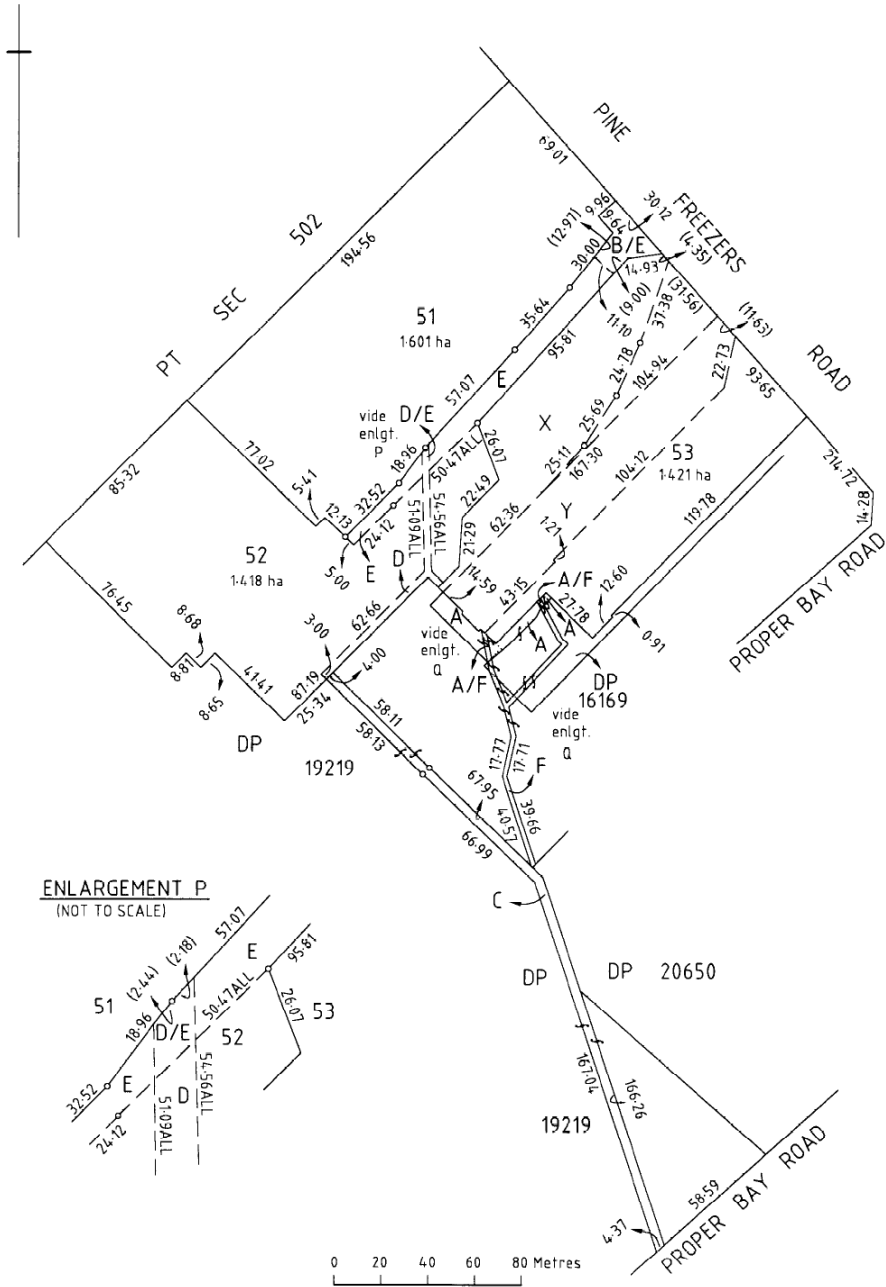 PINE
FREEZERS
ROAD
69·01
9·96
9·64
30·12
(12·97)
B/E
(4·35)
14·93
(9·00)
(31·56)
(11·63)
30·00
11·10
37·38
PT SEC 502
194·56
51
1·601 ha
35·64
95·81
24·78
104·94
22·73
93·65
E
57·07
D/E
vide
enlgt.
P
X
25·69
53
1·421 ha
214·72
14·28
77·02
85·32
5·41
12·13
32·52
18·96
50·47ALL
26·07
25·11
167·30
104·12
119·78
22·49
62·36
Y
24·12
51·09ALL
54·56ALL
21·29
1·21
52
1·418 ha
5·00
E
D
14·59
43·15
A/F
27·78
12·60
PROPER BAY ROAD
76·45
8·68
62·66
3·00
A
A
A
0·91
vide
enlgt.
Q
A/F
8·81
8·65
41·41
87·19
4·00
25·34
DP
16169
DP
19219
58·11
58·13
vide
enlgt.
Q
17·77
17·71
F
67·95
40·57
39·66
66·99
C
ENLARGEMENT P
(NOT TO SCALE)
57·07
(2·18)
(2·44)
E
95·81
51
50·47ALL
18·96
D/E
52
26·07
53
32·52
E
D
54·56ALL
51·09ALL
24·12
DP
DP 20650
167·04
166·26
19219
58·59
4·37
PROPER BAY ROAD
0 20 40 60 80 Metres